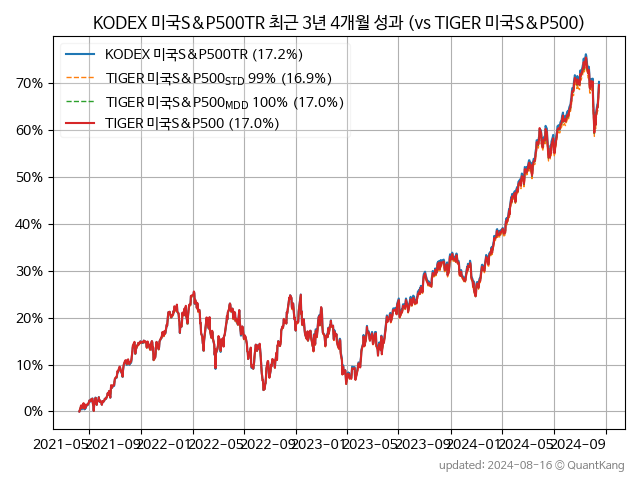 KODEX 미국S&P500TR 최근 3년 4개월 성과 (vs TIGER 미국S&P500)
KODEX 미국S&P500TR (17.2%)
TIGER 미국S&P500STD 99% (16.9%)
TIGER 미국S&P500MDD 100% (17.0%)
TIGER 미국S&P500 (17.0%)
70%
60%
50%
40%
30%
20%
10%
0%
2021-05 2021-09 2022-01 2022-05 2022-09 2023-01 2023-05 2023-09 2024-01 2024-05 2024-09
updated: 2024-08-16 © QuantKang